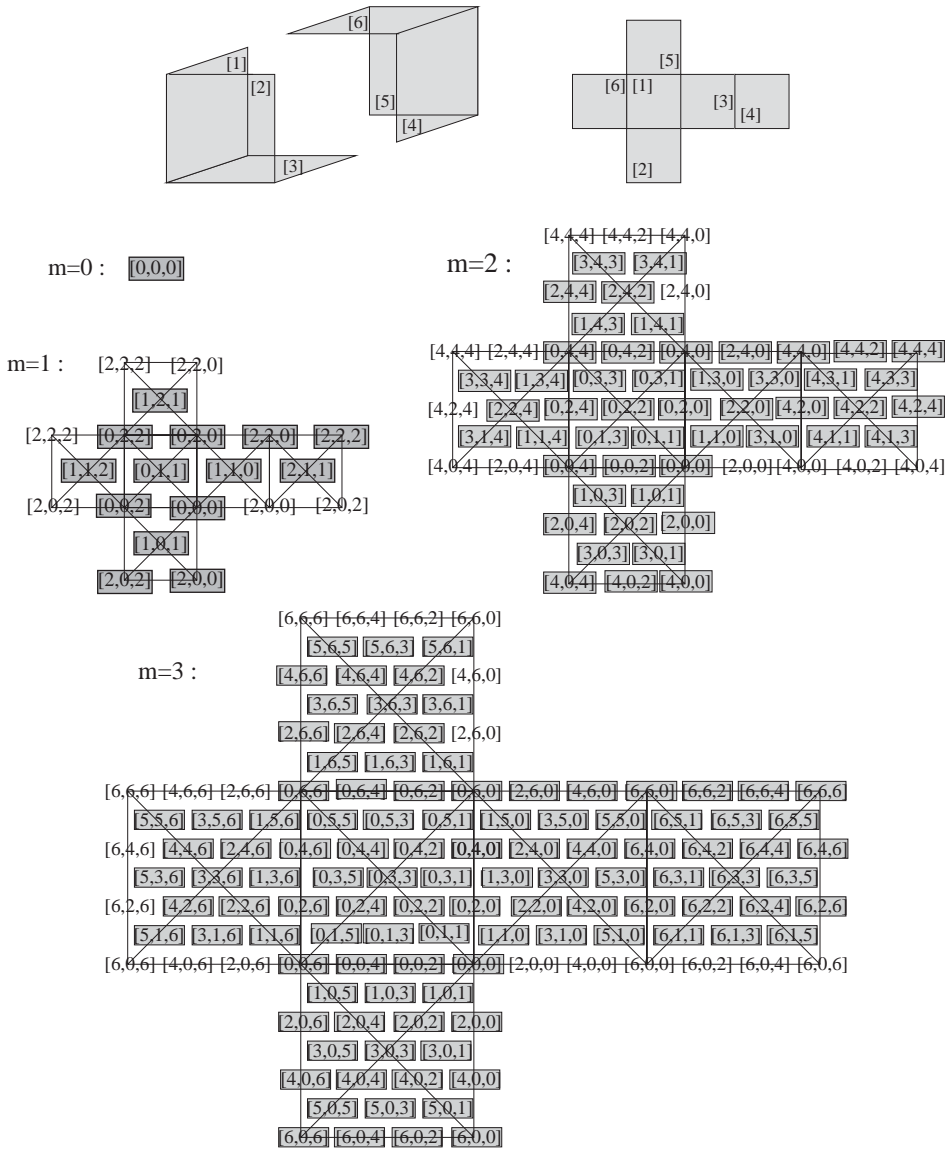 [6]
[1] [5]
[2] [6] [1] [3]
[5] [4]
[4]
[3] [2]
m=0 : [0,0,0]
m=2 :
[4,4,4] [4,4,2] [4,4,0]
[3,4,3] [3,4,1]
[2,4,4] [2,4,2] [2,4,0]
[1,4,3] [1,4,1]
[4,4,4] [2,4,4] [0,4,4] [0,4,2] [0,4,0] [2,4,0] [4,4,0] [4,4,2] [4,4,4]
[3,3,4] [1,3,4] [0,3,3] [0,3,1] [1,3,0] [3,3,0] [4,3,1] [4,3,3]
[4,2,4] [2,2,4] [0,2,4] [0,2,2] [0,2,0] [2,2,0] [4,2,0] [4,2,2] [4,2,4]
[3,1,4] [1,1,4] [0,1,3] [0,1,1] [1,1,0] [3,1,0] [4,1,1] [4,1,3]
[4,0,4] [2,0,4] [0,0,4] [0,0,2] [0,0,0] [2,0,0] [4,0,0] [4,0,2] [4,0,4]
[1,0,3] [1,0,1]
[2,0,4] [2,0,2] [2,0,0]
[3,0,3] [3,0,1]
[4,0,4] [4,0,2] [4,0,0]
m=1 :
[2,2,2] [2,2,0]
[1,2,1]
[2,2,2] [0,2,2] [0,2,0] [2,2,0] [2,2,2]
[1,1,2] [0,1,1] [1,1,0] [2,1,1]
[2,0,2] [0,0,2] [0,0,0] [2,0,0] [2,0,2]
[1,0,1]
[2,0,2] [2,0,0]
m=3 :
[6,6,6] [6,6,4] [6,6,2] [6,6,0]
[5,6,5] [5,6,3] [5,6,1]
[4,6,6] [4,6,4] [4,6,2] [4,6,0]
[3,6,5] [3,6,3] [3,6,1]
[2,6,6] [2,6,4] [2,6,2] [2,6,0]
[1,6,5] [1,6,3] [1,6,1]
[6,6,6] [4,6,6] [2,6,6] [0,6,6] [0,6,4] [0,6,2] [0,6,0] [2,6,0] [4,6,0] [6,6,0] [6,6,2] [6,6,4] [6,6,6]
[5,5,6] [3,5,6] [1,5,6] [0,5,5] [0,5,3] [0,5,1] [1,5,0] [3,5,0] [5,5,0] [6,5,1] [6,5,3] [6,5,5]
[6,4,6] [4,4,6] [2,4,6] [0,4,6] [0,4,4] [0,4,2] [0,4,0] [2,4,0] [4,4,0] [6,4,0] [6,4,2] [6,4,4] [6,4,6]
[5,3,6] [3,3,6] [1,3,6] [0,3,5] [0,3,3] [0,3,1] [1,3,0] [3,3,0] [5,3,0] [6,3,1] [6,3,3] [6,3,5]
[6,2,6] [4,2,6] [2,2,6] [0,2,6] [0,2,4] [0,2,2] [0,2,0] [2,2,0] [4,2,0] [6,2,0] [6,2,2] [6,2,4] [6,2,6]
[5,1,6] [3,1,6] [1,1,6] [0,1,5] [0,1,3] [0,1,1] [1,1,0] [3,1,0] [5,1,0] [6,1,1] [6,1,3] [6,1,5]
[6,0,6] [4,0,6] [2,0,6] [0,0,6] [0,0,4] [0,0,2] [0,0,0] [2,0,0] [4,0,0] [6,0,0] [6,0,2] [6,0,4] [6,0,6]
[1,0,5] [1,0,3] [1,0,1]
[2,0,6] [2,0,4] [2,0,2] [2,0,0]
[3,0,5] [3,0,3] [3,0,1]
[4,0,6] [4,0,4] [4,0,2] [4,0,0]
[5,0,5] [5,0,3] [5,0,1]
[6,0,6] [6,0,4] [6,0,2] [6,0,0]